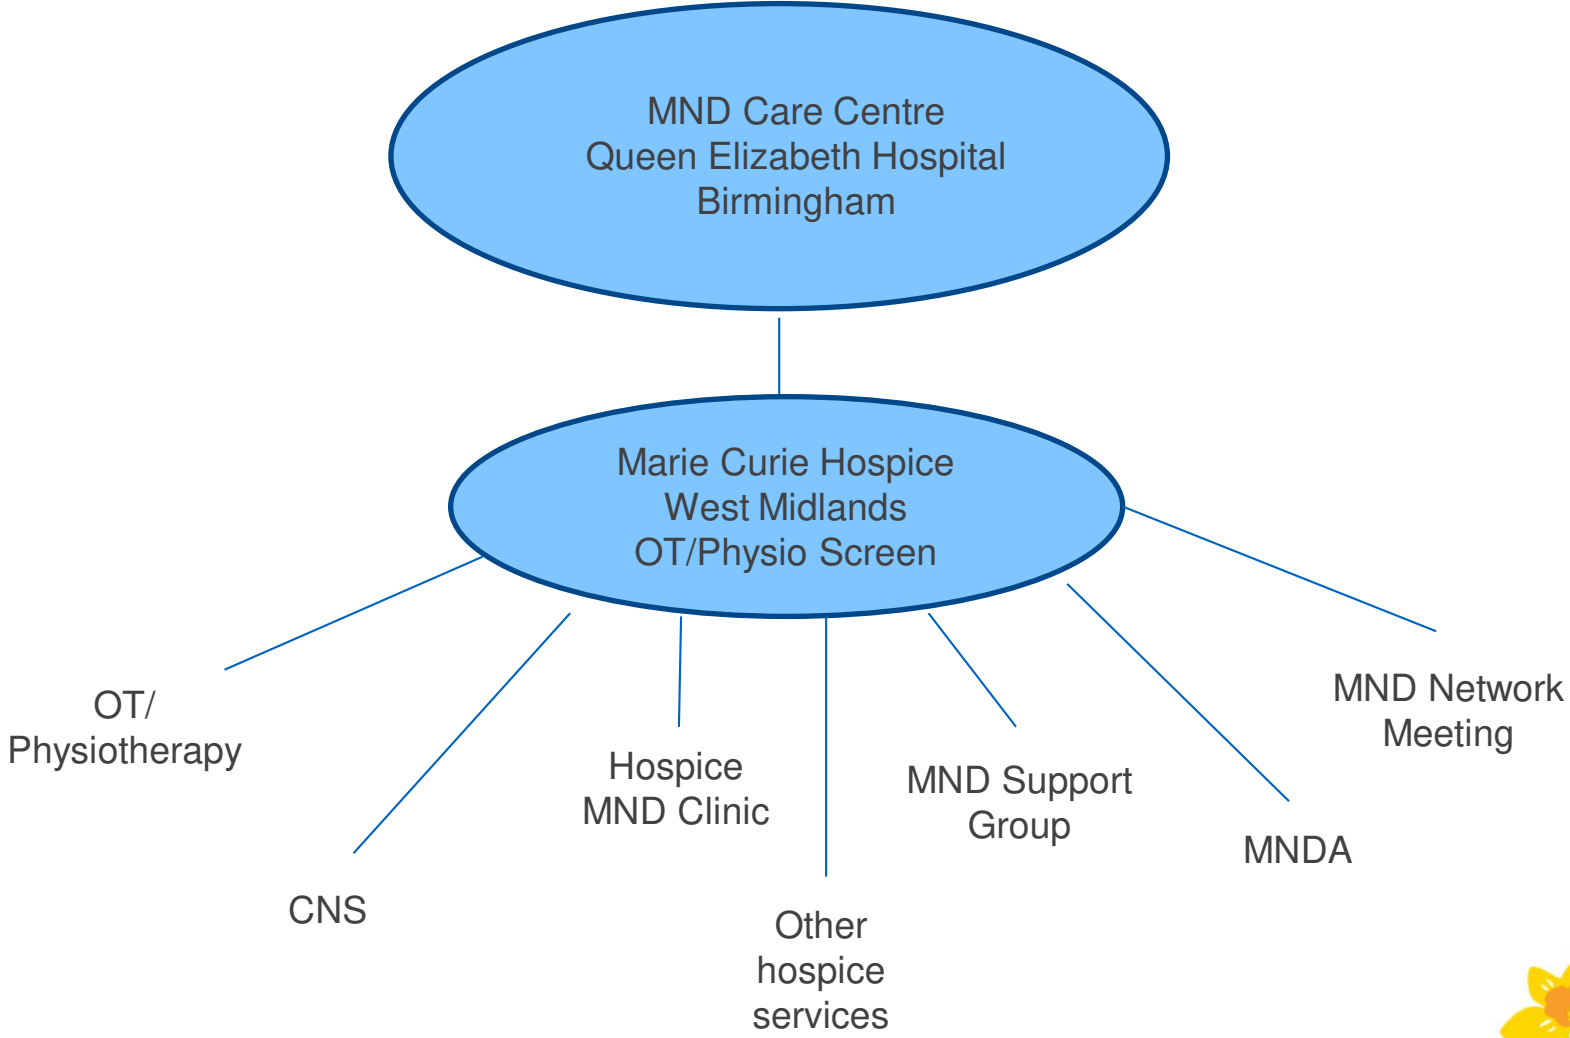 MND Care Centre
Queen Elizabeth Hospital
Birmingham
Marie Curie Hospice
West Midlands
OT/Physio Screen
OT/
Physiotherapy
CNS
Hospice
MND Clinic
Other
hospice
services
MND Support
Group
MNDA
MND Network
Meeting